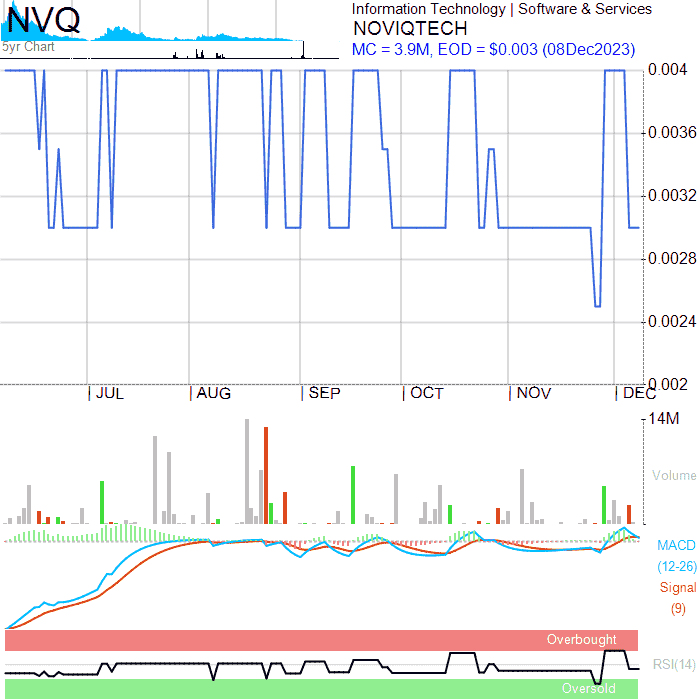 NVQ
5yr Chart
Information Technology | Software & Services
NOVIQTECH
MC = 3.9M, EOD = $0.003 (08Dec2023)
0.004
0.0036
0.0032
0.0028
0.0024
0.002
JUL
AUG
SEP
OCT
NOV
DEC
14M
Volume
MACD
(12-26)
Signal
(9)
Overbought
RSI(14)
Oversold